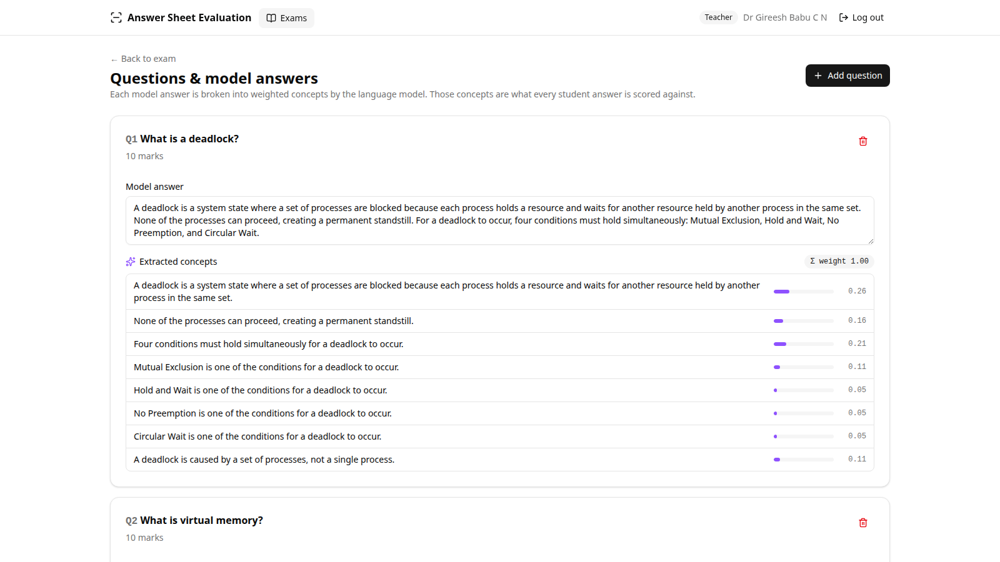 Answer Sheet Evaluation
Exams
Teacher
Dr Gireesh Babu C N
Log out
← Back to exam
Questions & model answers
Add question
Each model answer is broken into weighted concepts by the language model. Those concepts are what every student answer is scored against.
Q1 What is a deadlock?
10 marks
Model answer
A deadlock is a system state where a set of processes are blocked because each process holds a resource and waits for another resource held by another process in the same set.
None of the processes can proceed, creating a permanent standstill. For a deadlock to occur, four conditions must hold simultaneously: Mutual Exclusion, Hold and Wait, No
Preemption, and Circular Wait.
Extracted concepts
Σ weight 1.00
A deadlock is a system state where a set of processes are blocked because each process holds a resource and waits for another resource held by another
process in the same set.
0.26
None of the processes can proceed, creating a permanent standstill.
0.16
Four conditions must hold simultaneously for a deadlock to occur.
0.21
Mutual Exclusion is one of the conditions for a deadlock to occur.
0.11
Hold and Wait is one of the conditions for a deadlock to occur.
0.05
No Preemption is one of the conditions for a deadlock to occur.
0.05
Circular Wait is one of the conditions for a deadlock to occur.
0.05
A deadlock is caused by a set of processes, not a single process.
0.11
Q2 What is virtual memory?
10 marks